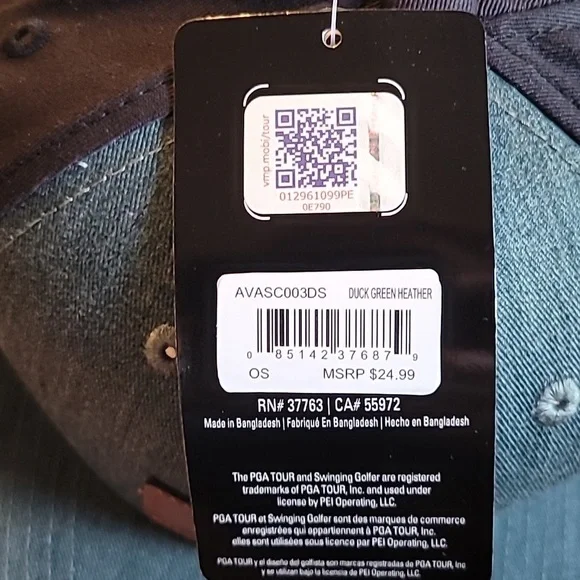 vmp.mobi/tour
012961099PE
0E790
AVASC003DS DUCK GREEN HEATHER
0 85142 37687 9
OS MSRP $24.99
RN# 37763 | CA# 55972
Made in Bangladesh | Fabriqué En Bangladesh | Hecho en Bangladesh
The PGA TOUR and Swinging Golfer are registered
trademarks of PGA TOUR, Inc. and used under
license by PEI Operating, LLC.
PGA TOUR et Swinging Golfer sont des marques de commerce
enregistrées qui appartiennent à PGA TOUR, Inc.
elles sont utilisées sous licence par PEI Operating, LLC.
PGA TOUR y el diseño del golfista son marcas registradas de PGA TOUR, Inc
y se utilizan bajo la licencia de PEI Operating, LLC.